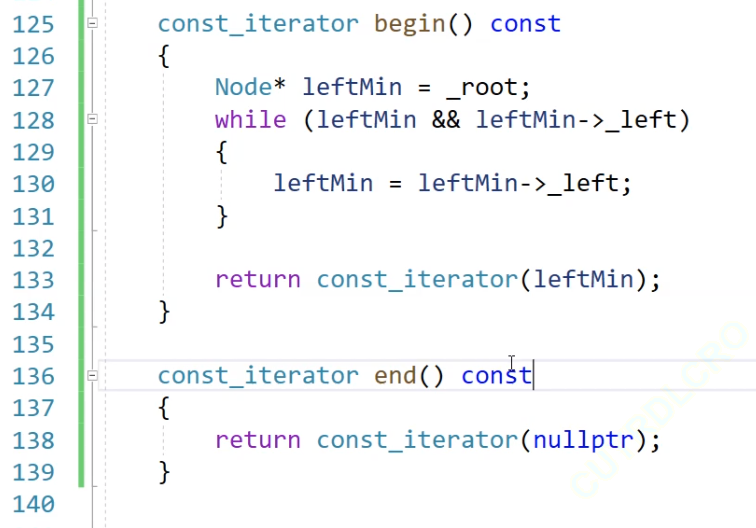 125 const_iterator begin() const
126 {
127 Node* leftMin = _root;
128 while (leftMin && leftMin->_left)
129 {
130 leftMin = leftMin->_left;
131 }
132
133 return const_iterator(leftMin);
134 }
135
136 const_iterator end() const
137 {
138 return const_iterator(nullptr);
139 }
140